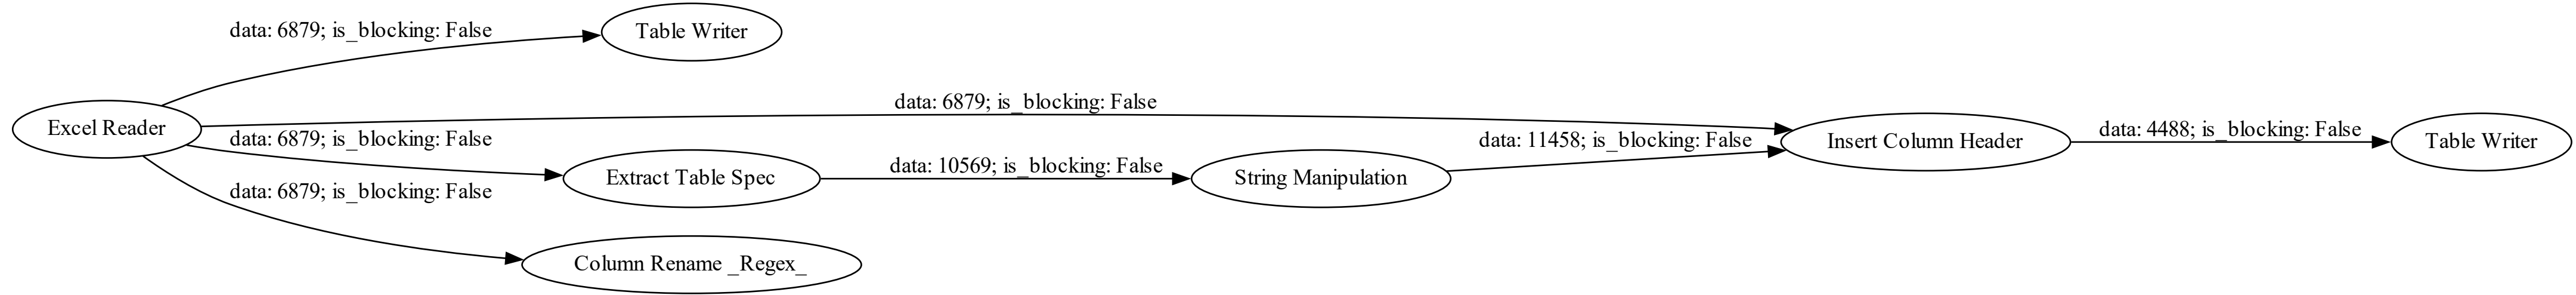 data: 6879; is_blocking: False
Table Writer
Excel Reader
data: 6879; is_blocking: False
data: 6879; is_blocking: False
Extract Table Spec
data: 6879; is_blocking: False
Column Rename _Regex_
data: 10569; is_blocking: False
String Manipulation
data: 11458; is_blocking: False
Insert Column Header
data: 4488; is_blocking: False
Table Writer